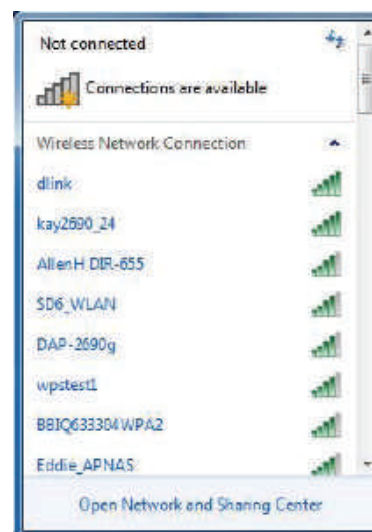 Not connected
Connections are available
Wireless Network Connection
dlink
kay2690_24
AllenH DIR-655
SD6_WLAN
DAP-2690g
wpstest1
BBIQ633304WPA2
Eddie_APNAS
Open Network and Sharing Center